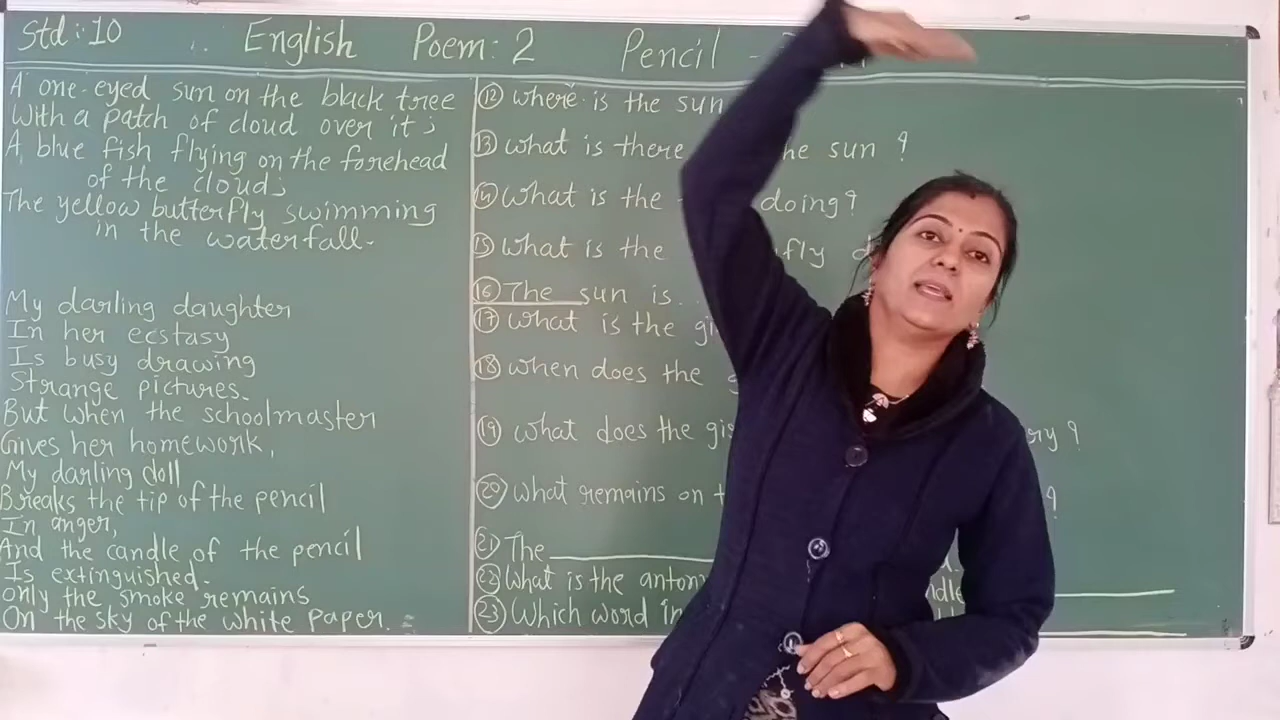 Std: 10 English Poem: 2 Pencil -
A one-eyed sun on the black tree
With a patch of cloud over it;
A blue fish flying on the forehead
of the cloud;
The yellow butterfly swimming
in the waterfall.
My darling daughter
In her ecstasy
Is busy drawing
Strange pictures.
But when the schoolmaster
Gives her homework,
My darling doll
Breaks the tip of the pencil
In anger,
And the candle of the pencil
Is extinguished.
only the smoke remains
On the sky of the white paper.
(12) where is the sun
(13) what is there he sun ?
(14) What is the doing?
(15) What is the fly d
(16) The sun is
(17) what is the gi
(18) when does the
(19) what does the gi ry ?
(20) What remains on t ?
(21) The
(22) What is the anton ndle
(23) Which word in